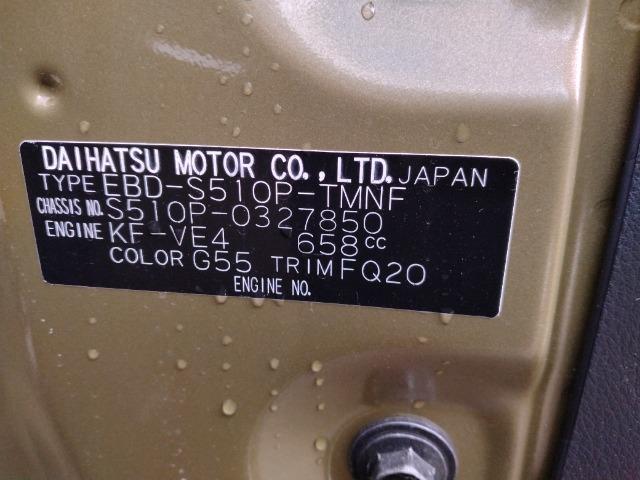 DAIHATSU MOTOR CO., LTD. JAPAN
TYPE EBD-S510P-TMNF
CHASSIS NO. S510P-0327850
ENGINE KF-VE4 658cc
COLOR G55 TRIM FQ20
ENGINE NO.